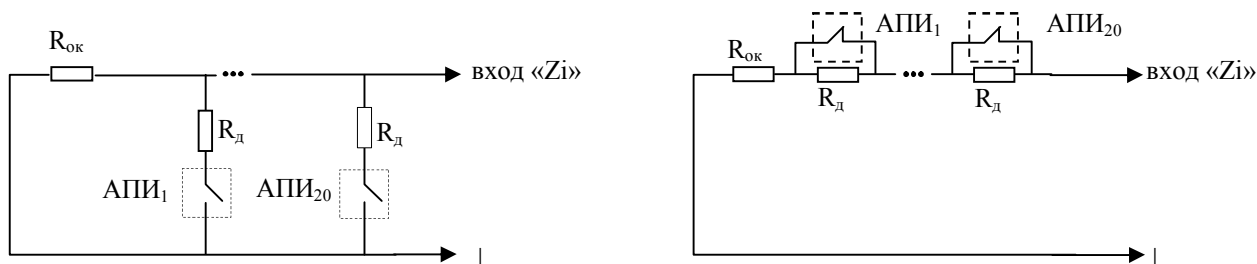 Rок
вход «Zi»
Rд
Rд
АПИ1
АПИ20
АПИ1
АПИ20
Rок
вход «Zi»
Rд
Rд